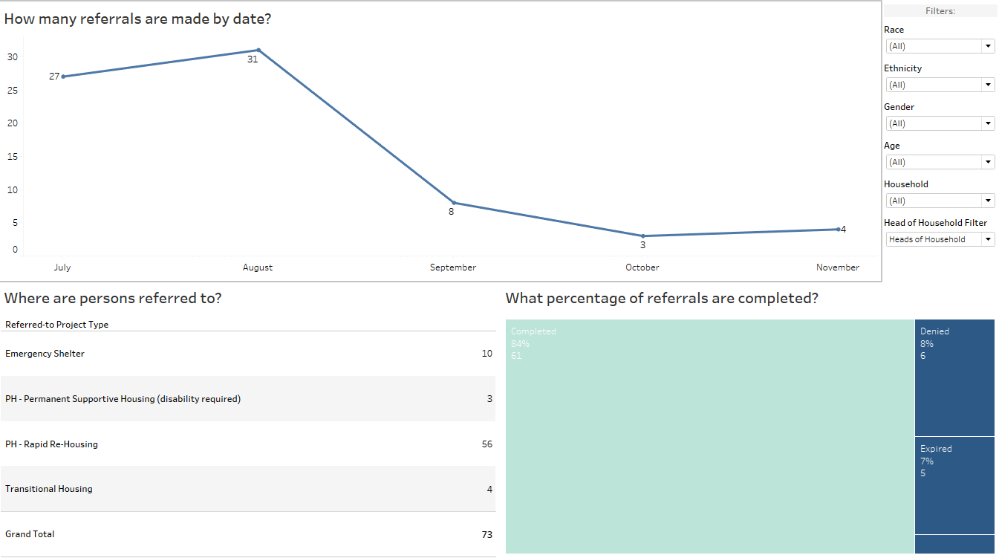 How many referrals are made by date?
30
25
20
15
10
5
0
27
31
8
3
4
July August September October November
Filters:
Race
(All)
Ethnicity
(All)
Gender
(All)
Age
(All)
Household
(All)
Head of Household Filter
Heads of Household
Where are persons referred to?
Referred-to Project Type
Emergency Shelter 10
PH - Permanent Supportive Housing (disability required) 3
PH - Rapid Re-Housing 56
Transitional Housing 4
Grand Total 73
What percentage of referrals are completed?
Completed
84%
61
Denied
8%
6
Expired
7%
5